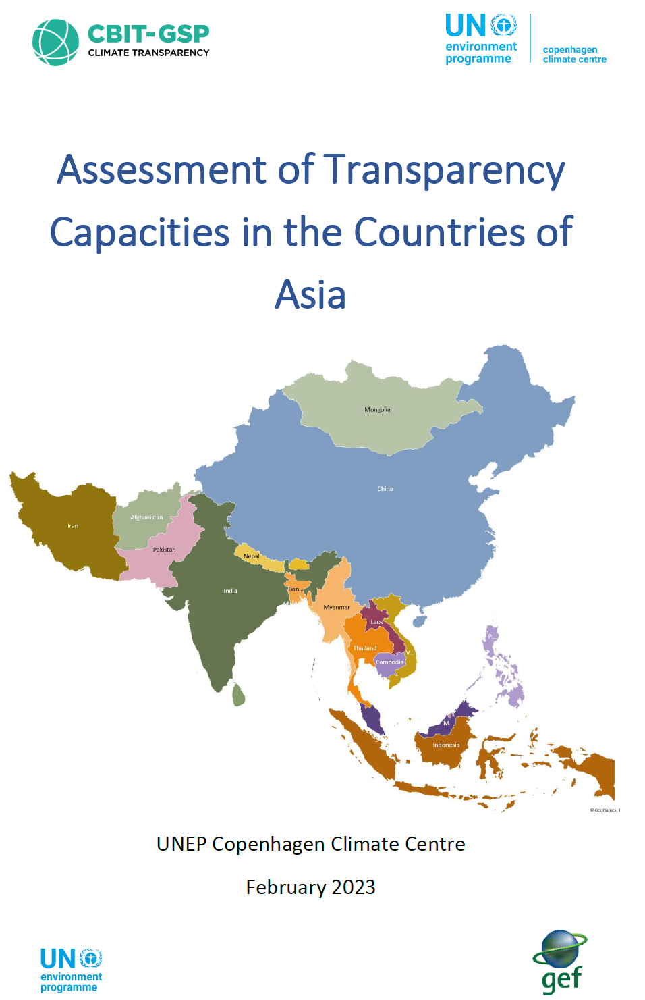 CBIT-GSP
CLIMATE TRANSPARENCY
UN
environment
programme
copenhagen
climate centre
Assessment of Transparency
Capacities in the Countries of
Asia
Mongolia
China
Afghanistan
Iran
Pakistan
Nepal
India
Ban...
Myanmar
Laos
P...
Thailand
V...
Cambodia
M...
Indonesia
© GeoNames,
UNEP Copenhagen Climate Centre
February 2023
UN
environment
programme
gef